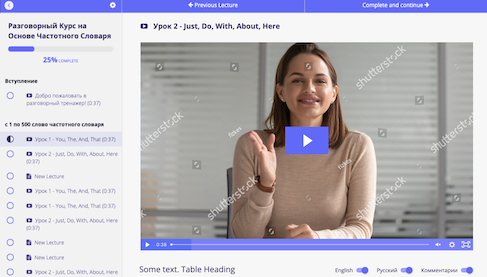 ← Previous Lecture
Complete and continue →
Разговорный Курс на
Основе Частотного Словаря
25% COMPLETE
Вступление
Добро пожаловать в
разговорный тренажер! (0:37)
с 1 по 500 слово частотного словаря
Урок 1 - You, The, And, That (0:37)
Урок 2 - Just, Do, With, About, Here
(0:37)
New Lecture
Урок 1 - You, The, And, That (0:37)
Урок 1 - You, The, And, That (0:37)
Урок 2 - Just, Do, With, About, Here
(0:37)
New Lecture
New Lecture
Урок 2 - Just, Do, With, About, Here
Урок 2 - Just, Do, With, About, Here
shutterstock
shutterstock
shutterstock
shutterstock
0:36
Some text. Table Heading
English
Русский
Комментарии